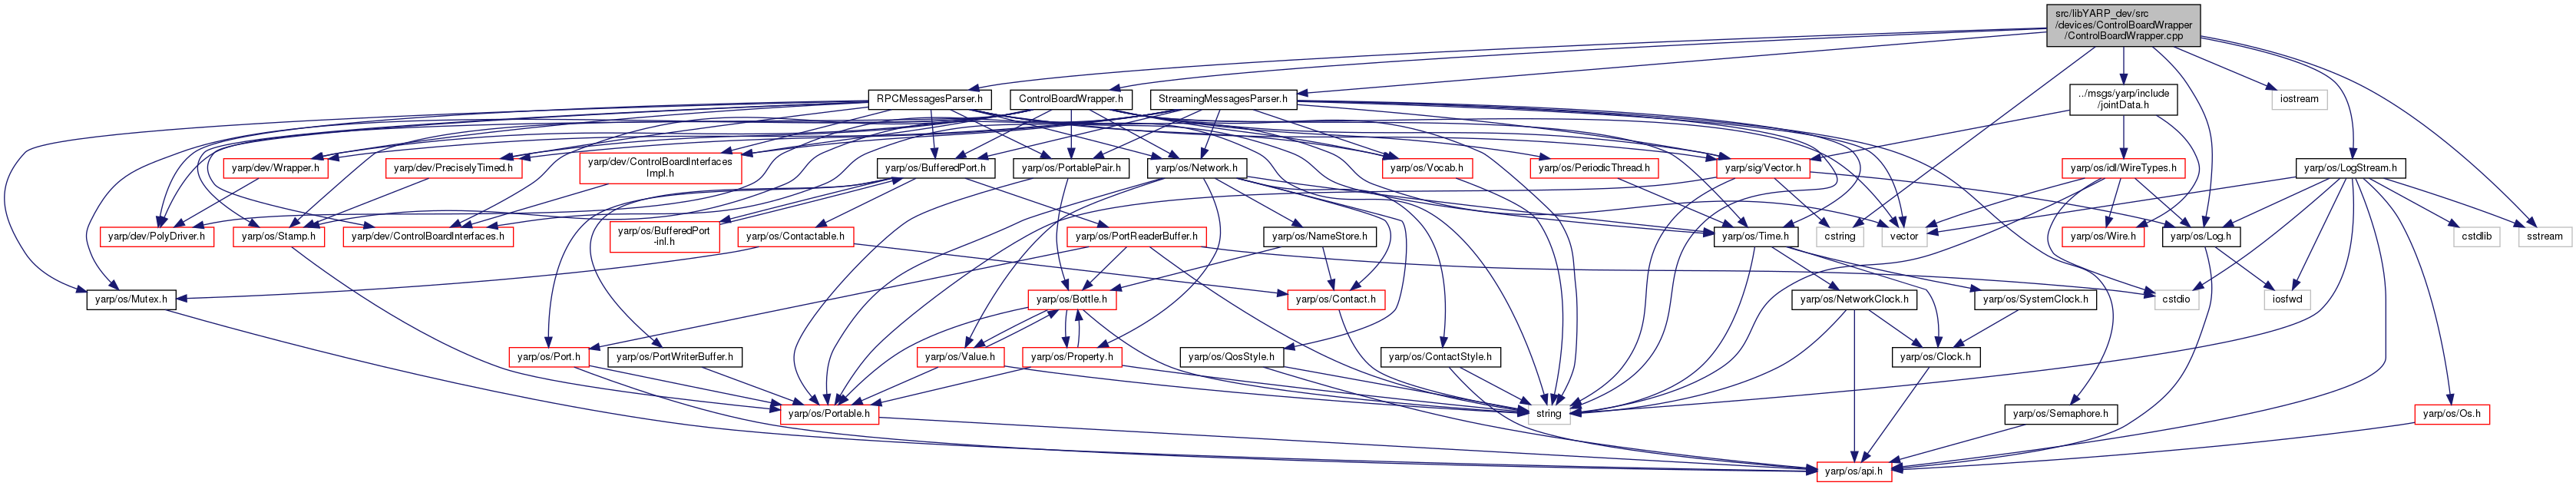 src/libYARP_dev/src
/devices/ControlBoardWrapper
/ControlBoardWrapper.cpp
RPCMessagesParser.h
ControlBoardWrapper.h
StreamingMessagesParser.h
../msgs/yarp/include
/jointData.h
iostream
yarp/dev/Wrapper.h
yarp/dev/PreciselyTimed.h
yarp/dev/ControlBoardInterfaces
Impl.h
yarp/os/BufferedPort.h
yarp/os/PortablePair.h
yarp/os/Network.h
yarp/os/Vocab.h
yarp/os/PeriodicThread.h
yarp/sig/Vector.h
yarp/os/idl/WireTypes.h
yarp/os/LogStream.h
yarp/dev/PolyDriver.h
yarp/os/Stamp.h
yarp/dev/ControlBoardInterfaces.h
yarp/os/BufferedPort
-inl.h
yarp/os/Contactable.h
yarp/os/PortReaderBuffer.h
yarp/os/NameStore.h
yarp/os/Time.h
cstring
vector
yarp/os/Wire.h
yarp/os/Log.h
cstdlib
sstream
yarp/os/Mutex.h
yarp/os/Bottle.h
yarp/os/Contact.h
yarp/os/NetworkClock.h
yarp/os/SystemClock.h
cstdio
iosfwd
yarp/os/Port.h
yarp/os/PortWriterBuffer.h
yarp/os/Value.h
yarp/os/Property.h
yarp/os/QosStyle.h
yarp/os/ContactStyle.h
yarp/os/Clock.h
yarp/os/Portable.h
string
yarp/os/Semaphore.h
yarp/os/Os.h
yarp/os/api.h